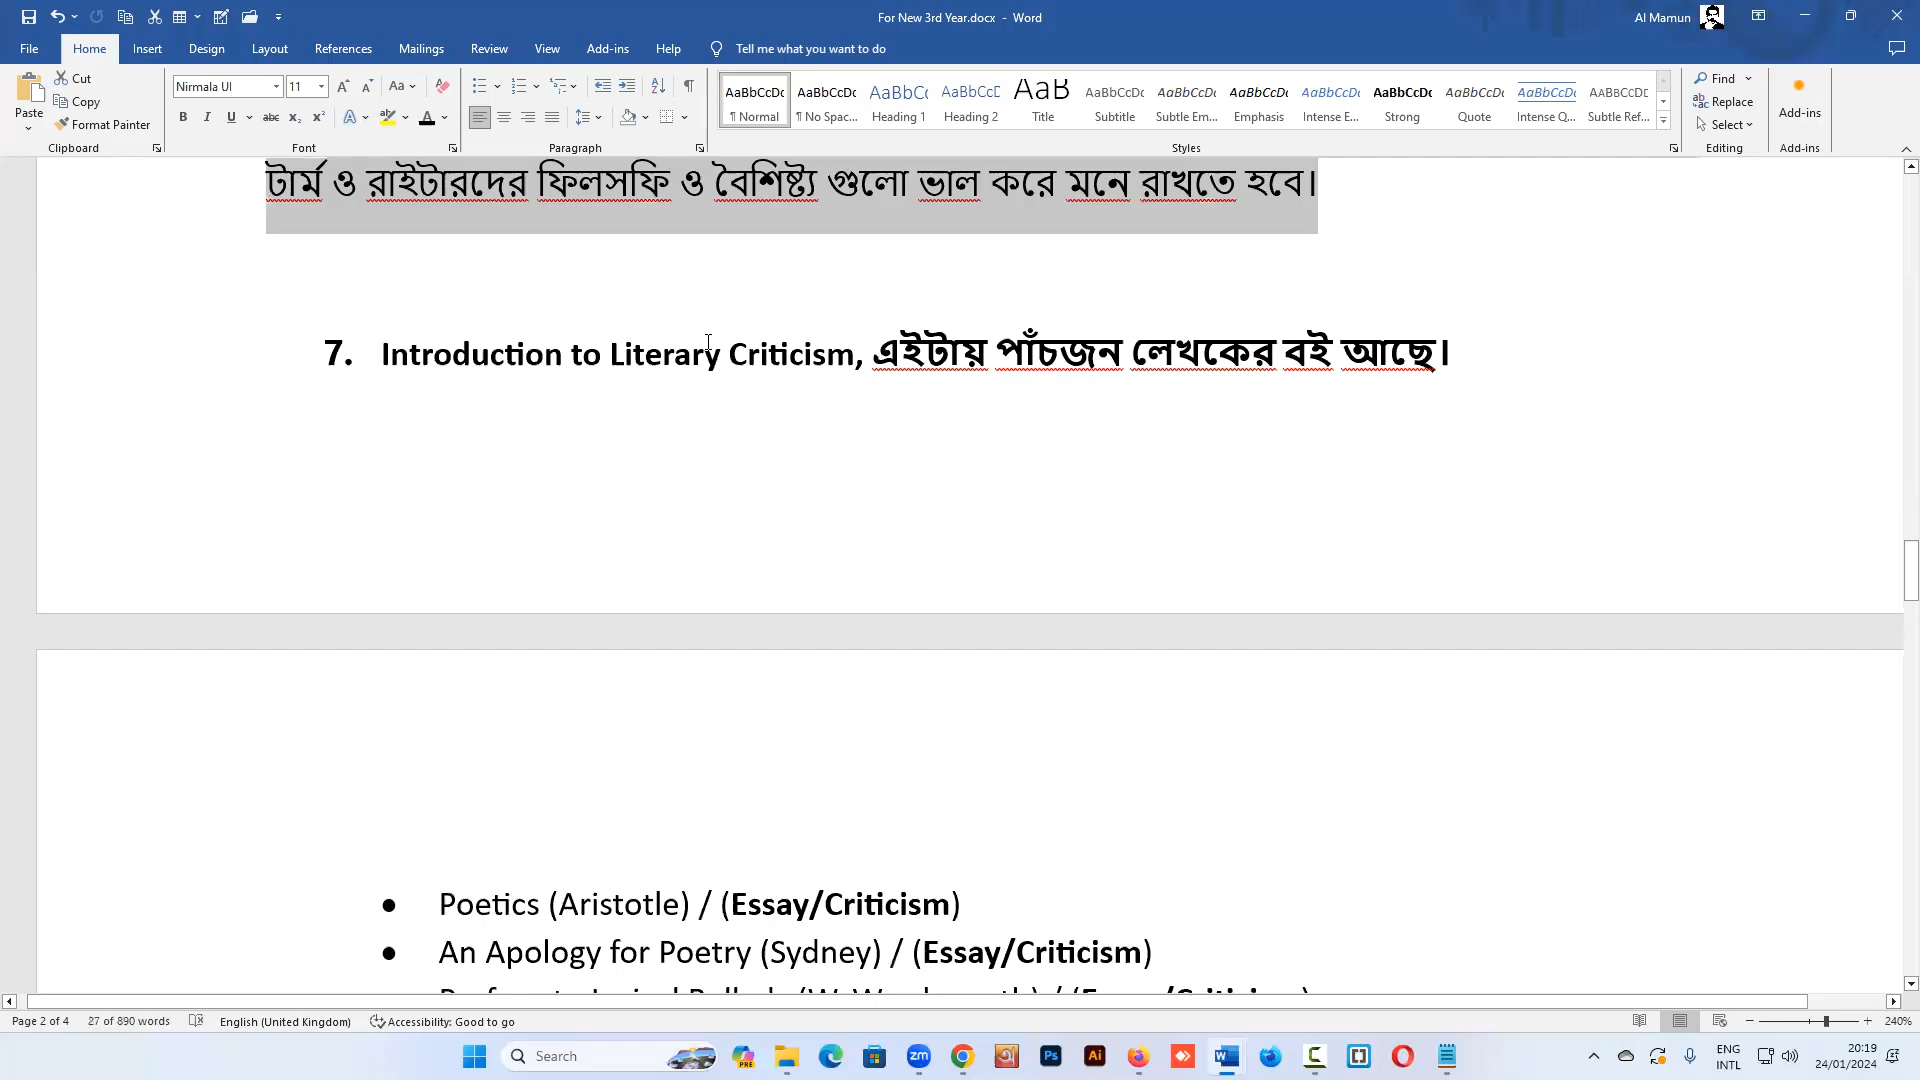 For New 3rd Year.docx - Word
Al Mamun
File Home Insert Design Layout References Mailings Review View Add-ins Help Tell me what you want to do
Paste
Cut
Copy
Format Painter
Clipboard
Nirmala UI 11
Font
Paragraph
AaBbCcDc AaBbCcDc AaBbCc AaBbCcD AaB AaBbCcDc AaBbCcDc AaBbCcDc AaBbCcDc AaBbCcDc AaBbCcDc AaBbCcDc AaBbCcDc
¶ Normal ¶ No Spac... Heading 1 Heading 2 Title Subtitle Subtle Em... Emphasis Intense E... Strong Quote Intense Q... Subtle Ref...
Styles
Find
Replace
Select
Editing
Add-ins
Add-ins
টার্ম ও রাইটারদের ফিলসফি ও বৈশিষ্ট্য গুলো ভাল করে মনে রাখতে হবে।
7. Introduction to Literary Criticism, এইটায় পাঁচজন লেখকের বই আছে।
• Poetics (Aristotle) / (Essay/Criticism)
• An Apology for Poetry (Sydney) / (Essay/Criticism)
Page 2 of 4 27 of 890 words English (United Kingdom) Accessibility: Good to go
240%
Search
ENG
INTL
20:19
24/01/2024